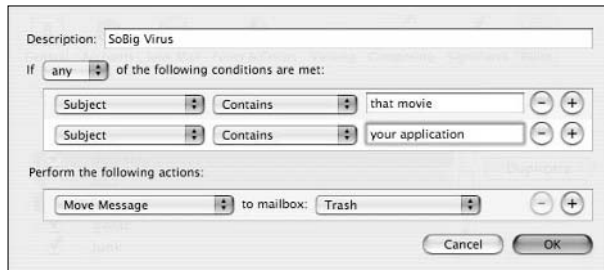 Description: SoBig Virus
If any of the following conditions are met:
Subject Contains that movie
Subject Contains your application
Perform the following actions:
Move Message to mailbox: Trash
Cancel OK